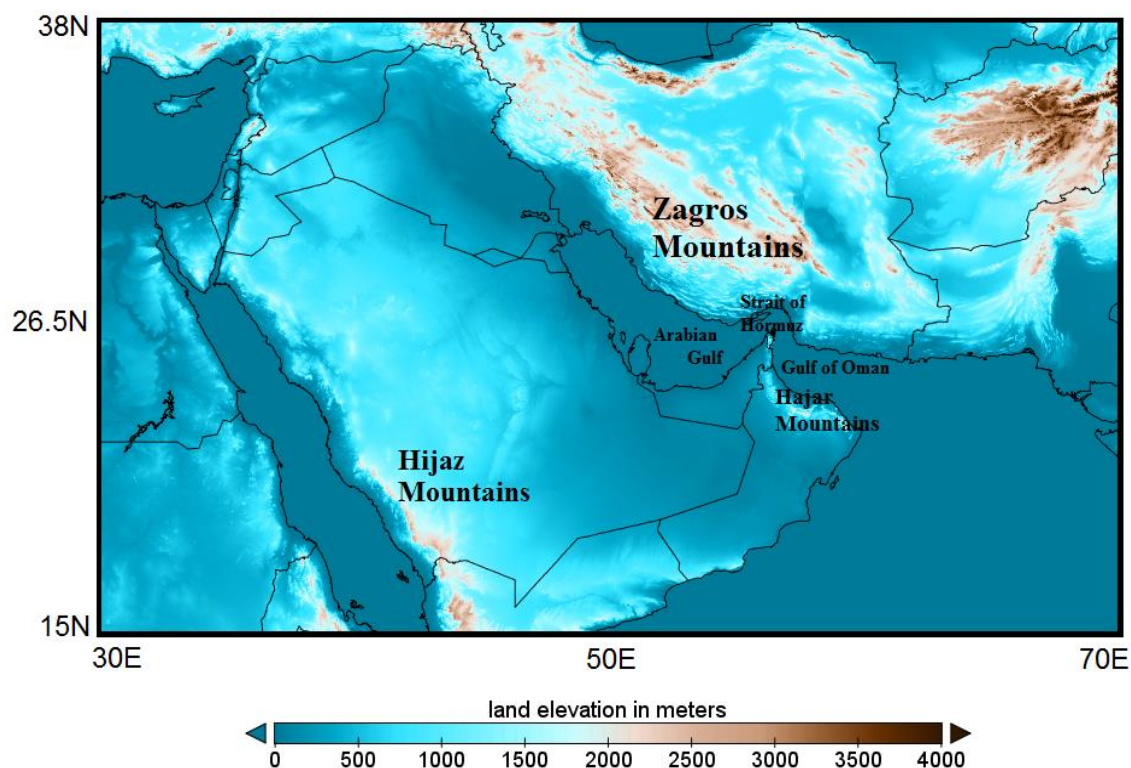 38N
Zagros
Mountains
Strait of
Hormuz
26.5N
Arabian
Gulf
Gulf of Oman
Hajar
Mountains
Hijaz
Mountains
15N
30E
50E
70E
land elevation in meters
0 500 1000 1500 2000 2500 3000 3500 4000